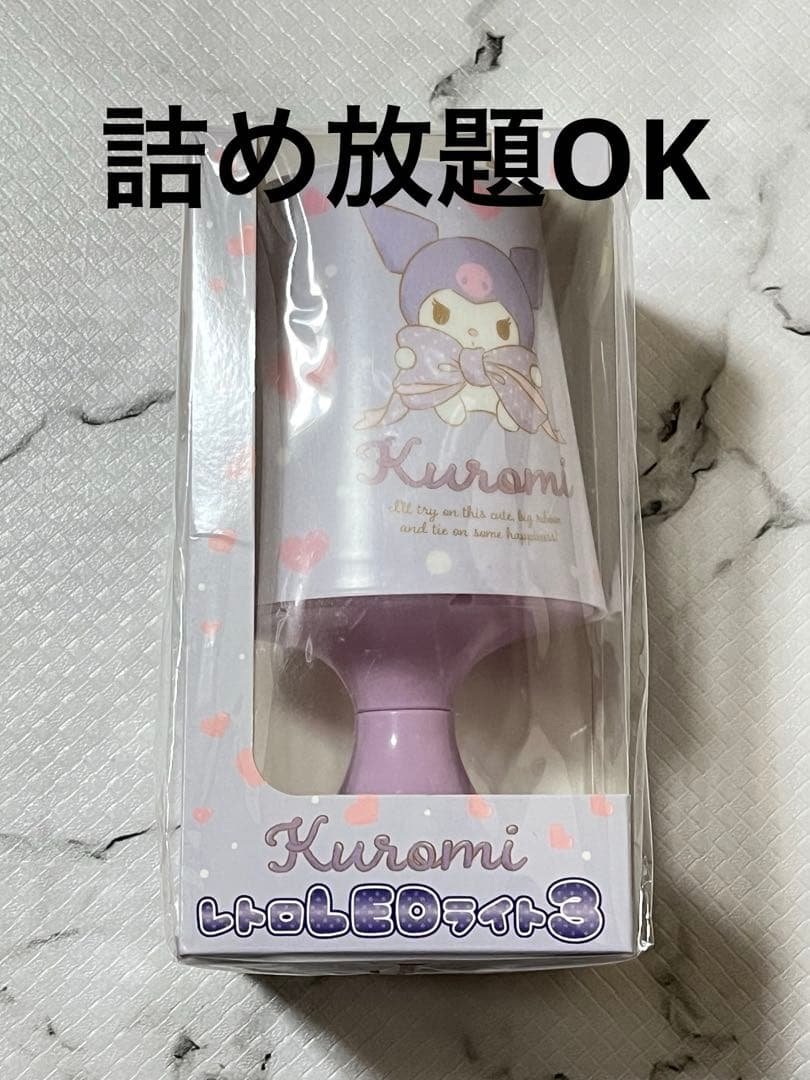 詰め放題OK
Kuromi
I'll try on this cute, big ribbon
and tie on some happiness!
Kuromi
レトロLEDライト3